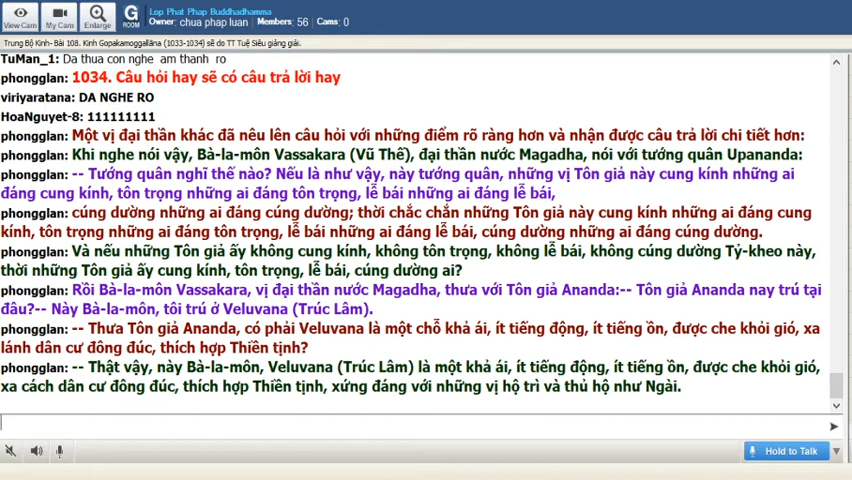 Lop Phat Phap Buddhadhamma
Owner: chua phap luan Members: 56 Cams: 0
View Cam My Cam Enlarge G ROOM
Trung Bộ Kinh- Bài 108. Kinh Gopakamoggallāna (1033-1034) sẽ do TT Tuệ Siêu giảng giải.
TuMan_1: Da thua con nghe am thanh ro
phongglan: 1034. Câu hỏi hay sẽ có câu trả lời hay
viriyaratana: DA NGHE RO
HoaNguyet-8: 111111111
phongglan: Một vị đại thần khác đã nêu lên câu hỏi với những điểm rõ ràng hơn và nhận được câu trả lời chi tiết hơn:
phongglan: Khi nghe nói vậy, Bà-la-môn Vassakara (Vũ Thế), đại thần nước Magadha, nói với tướng quân Upananda:
phongglan: -- Tướng quân nghĩ thế nào? Nếu là như vậy, này tướng quân, những vị Tôn giả này cung kính những ai
đáng cung kính, tôn trọng những ai đáng tôn trọng, lễ bái những ai đáng lễ bái,
phongglan: cúng dường những ai đáng cúng dường; thời chắc chắn những Tôn giả này cung kính những ai đáng cung
kính, tôn trọng những ai đáng tôn trọng, lễ bái những ai đáng lễ bái, cúng dường những ai đáng cúng dường.
phongglan: Và nếu những Tôn giả ấy không cung kính, không tôn trọng, không lễ bái, không cúng dường Tỷ-kheo này,
thời những Tôn giả ấy cung kính, tôn trọng, lễ bái, cúng dường ai?
phongglan: Rồi Bà-la-môn Vassakara, vị đại thần nước Magadha, thưa với Tôn giả Ananda:-- Tôn giả Ananda nay trú tại
đâu?-- Này Bà-la-môn, tôi trú ở Veluvana (Trúc Lâm).
phongglan: -- Thưa Tôn giả Ananda, có phải Veluvana là một chỗ khả ái, ít tiếng động, ít tiếng ồn, được che khỏi gió, xa
lánh dân cư đông đúc, thích hợp Thiền tịnh?
phongglan: -- Thật vậy, này Bà-la-môn, Veluvana (Trúc Lâm) là một khả ái, ít tiếng động, ít tiếng ồn, được che khỏi gió,
xa cách dân cư đông đúc, thích hợp Thiền tịnh, xứng đáng với những vị hộ trì và thủ hộ như Ngài.
Hold to Talk